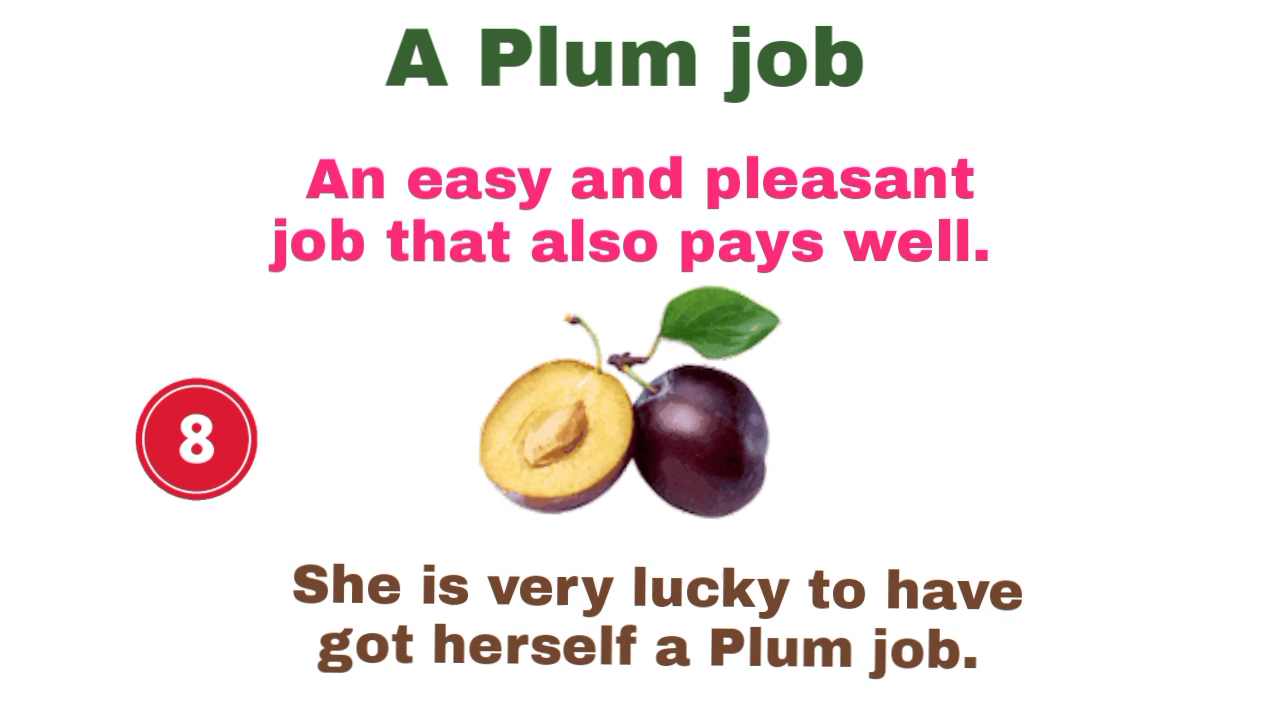 A Plum job
An easy and pleasant
job that also pays well.
8
She is very lucky to have
got herself a Plum job.